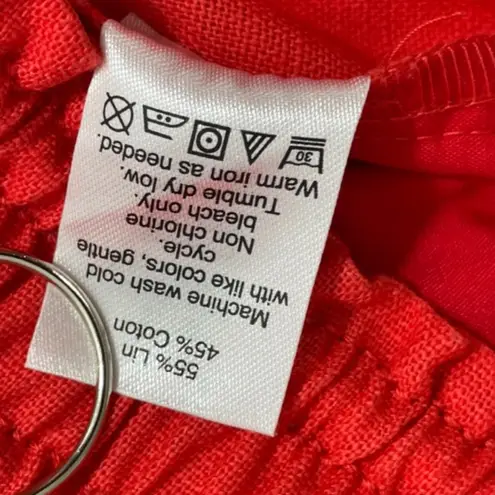 55% Lin
45% Coton
Machine wash cold
with like colors, gentle
cycle.
Non chlorine
bleach only.
Tumble dry low.
Warm iron as needed.
30